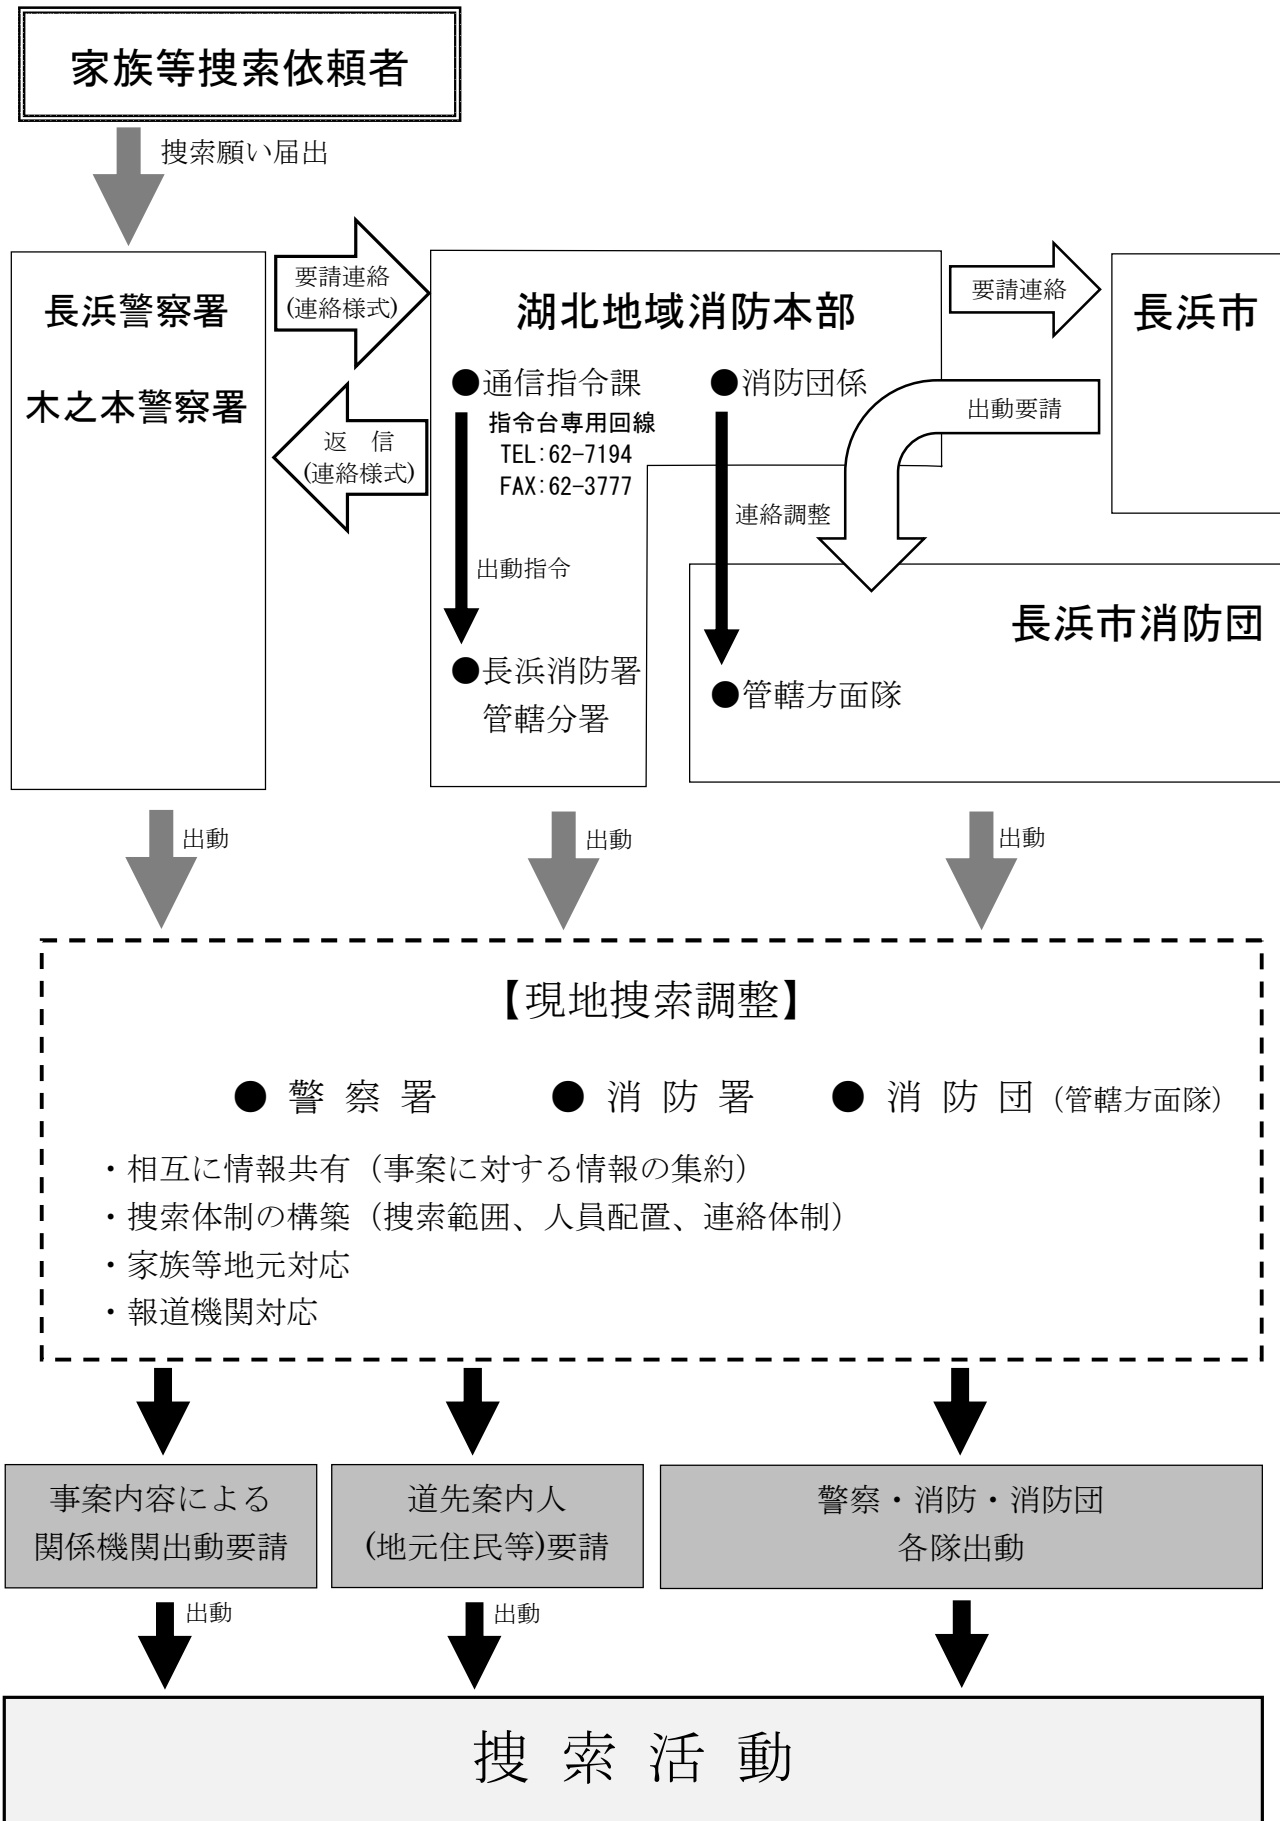 家族等捜索依頼者
捜索願い届出
長浜警察署
木之本警察署
要請連絡
(連絡様式)
返　信
(連絡様式)
湖北地域消防本部
●通信指令課
指令台専用回線
TEL:62-7194
FAX:62-3777
出動指令
●長浜消防署
管轄分署
●消防団係
連絡調整
要請連絡
長浜市
出動要請
長浜市消防団
●管轄方面隊
出動
出動
出動
【現地捜索調整】
● 警 察 署　● 消 防 署　● 消 防 団（管轄方面隊）
・相互に情報共有（事案に対する情報の集約）
・捜索体制の構築（捜索範囲、人員配置、連絡体制）
・家族等地元対応
・報道機関対応
事案内容による
関係機関出動要請
道先案内人
(地元住民等)要請
警察・消防・消防団
各隊出動
出動
出動
捜 索 活 動